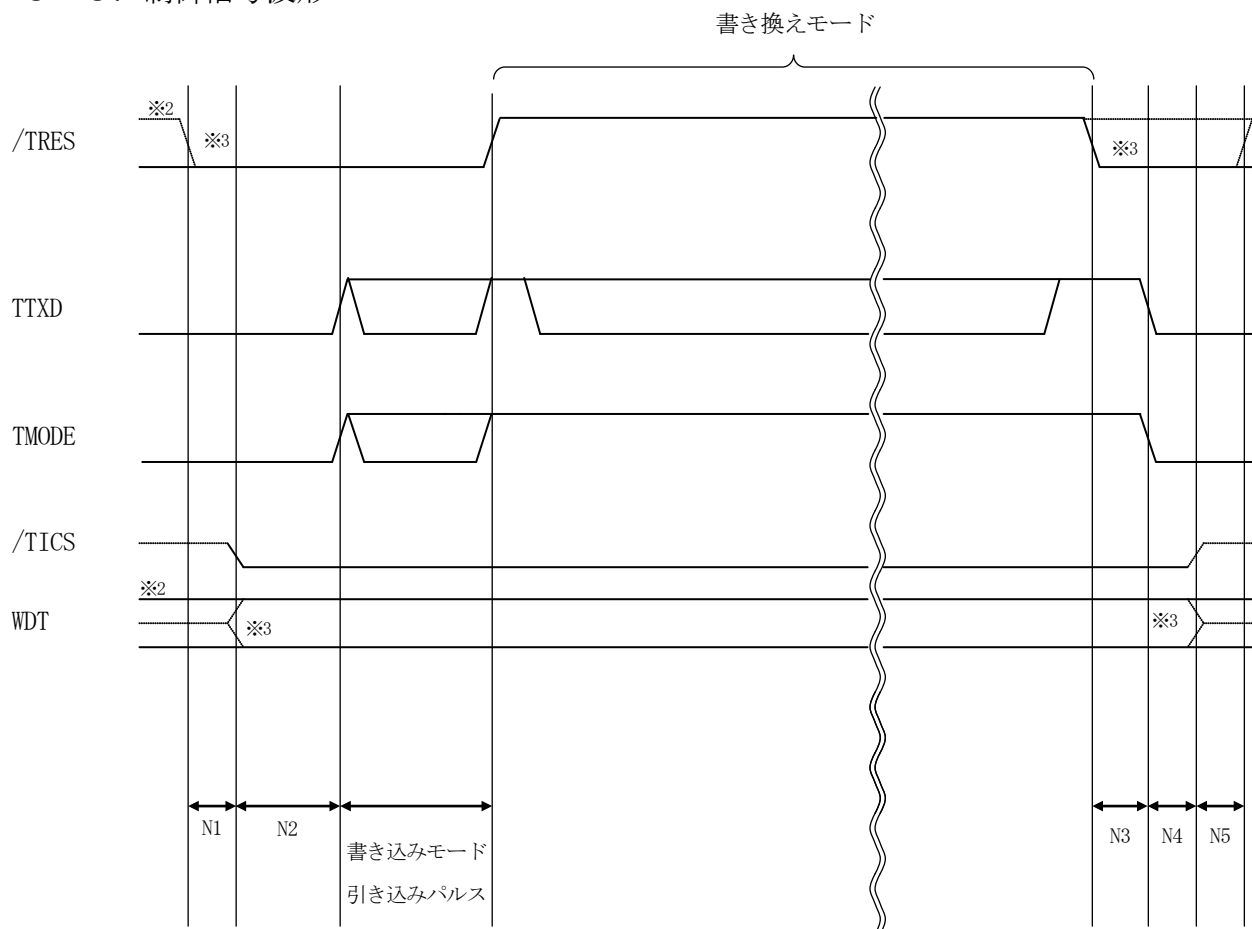 書き換えモード
※2
/TRES
※3
※3
TTXD
TMODE
/TICS
※2
WDT
※3
※3
N1
N2
N3
N4
N5
書き込みモード
引き込みパルス